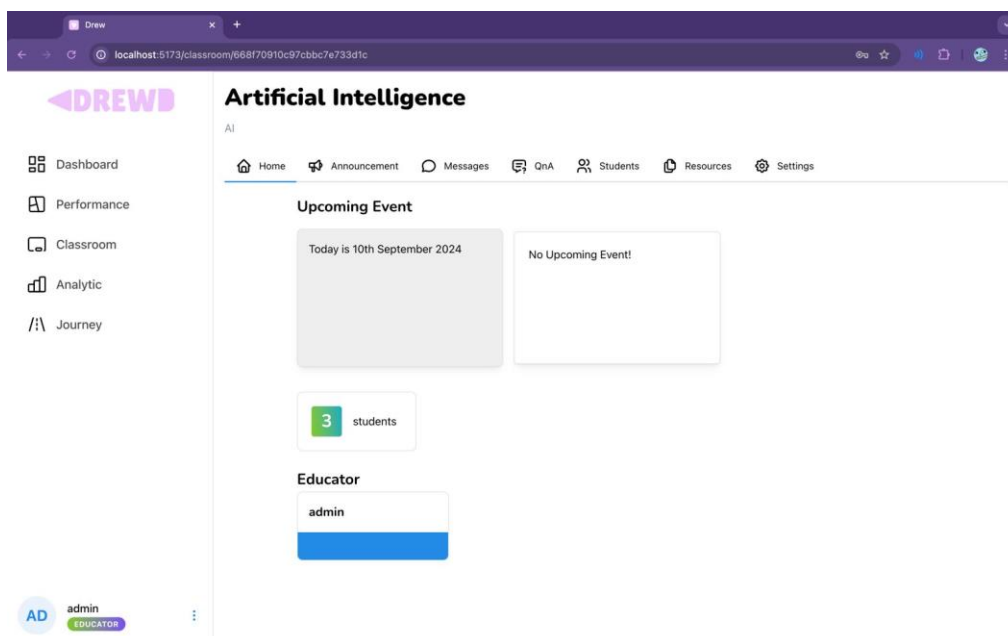 Drew
localhost:5173/classroom/668f70910c97cbbc7e733d1c
DREWD
Artificial Intelligence
AI
Dashboard
Performance
Classroom
Analytic
Journey
Home Announcement Messages QnA Students Resources Settings
Upcoming Event
Today is 10th September 2024
No Upcoming Event!
3 students
Educator
admin
AD
admin
EDUCATOR